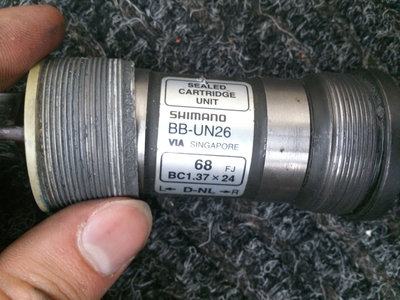 SEALED
CARTRIDGE
UNIT
SHIMANO
BB-UN26
VIA SINGAPORE
68 FJ
BC1.37 × 24
L← D-NL →R